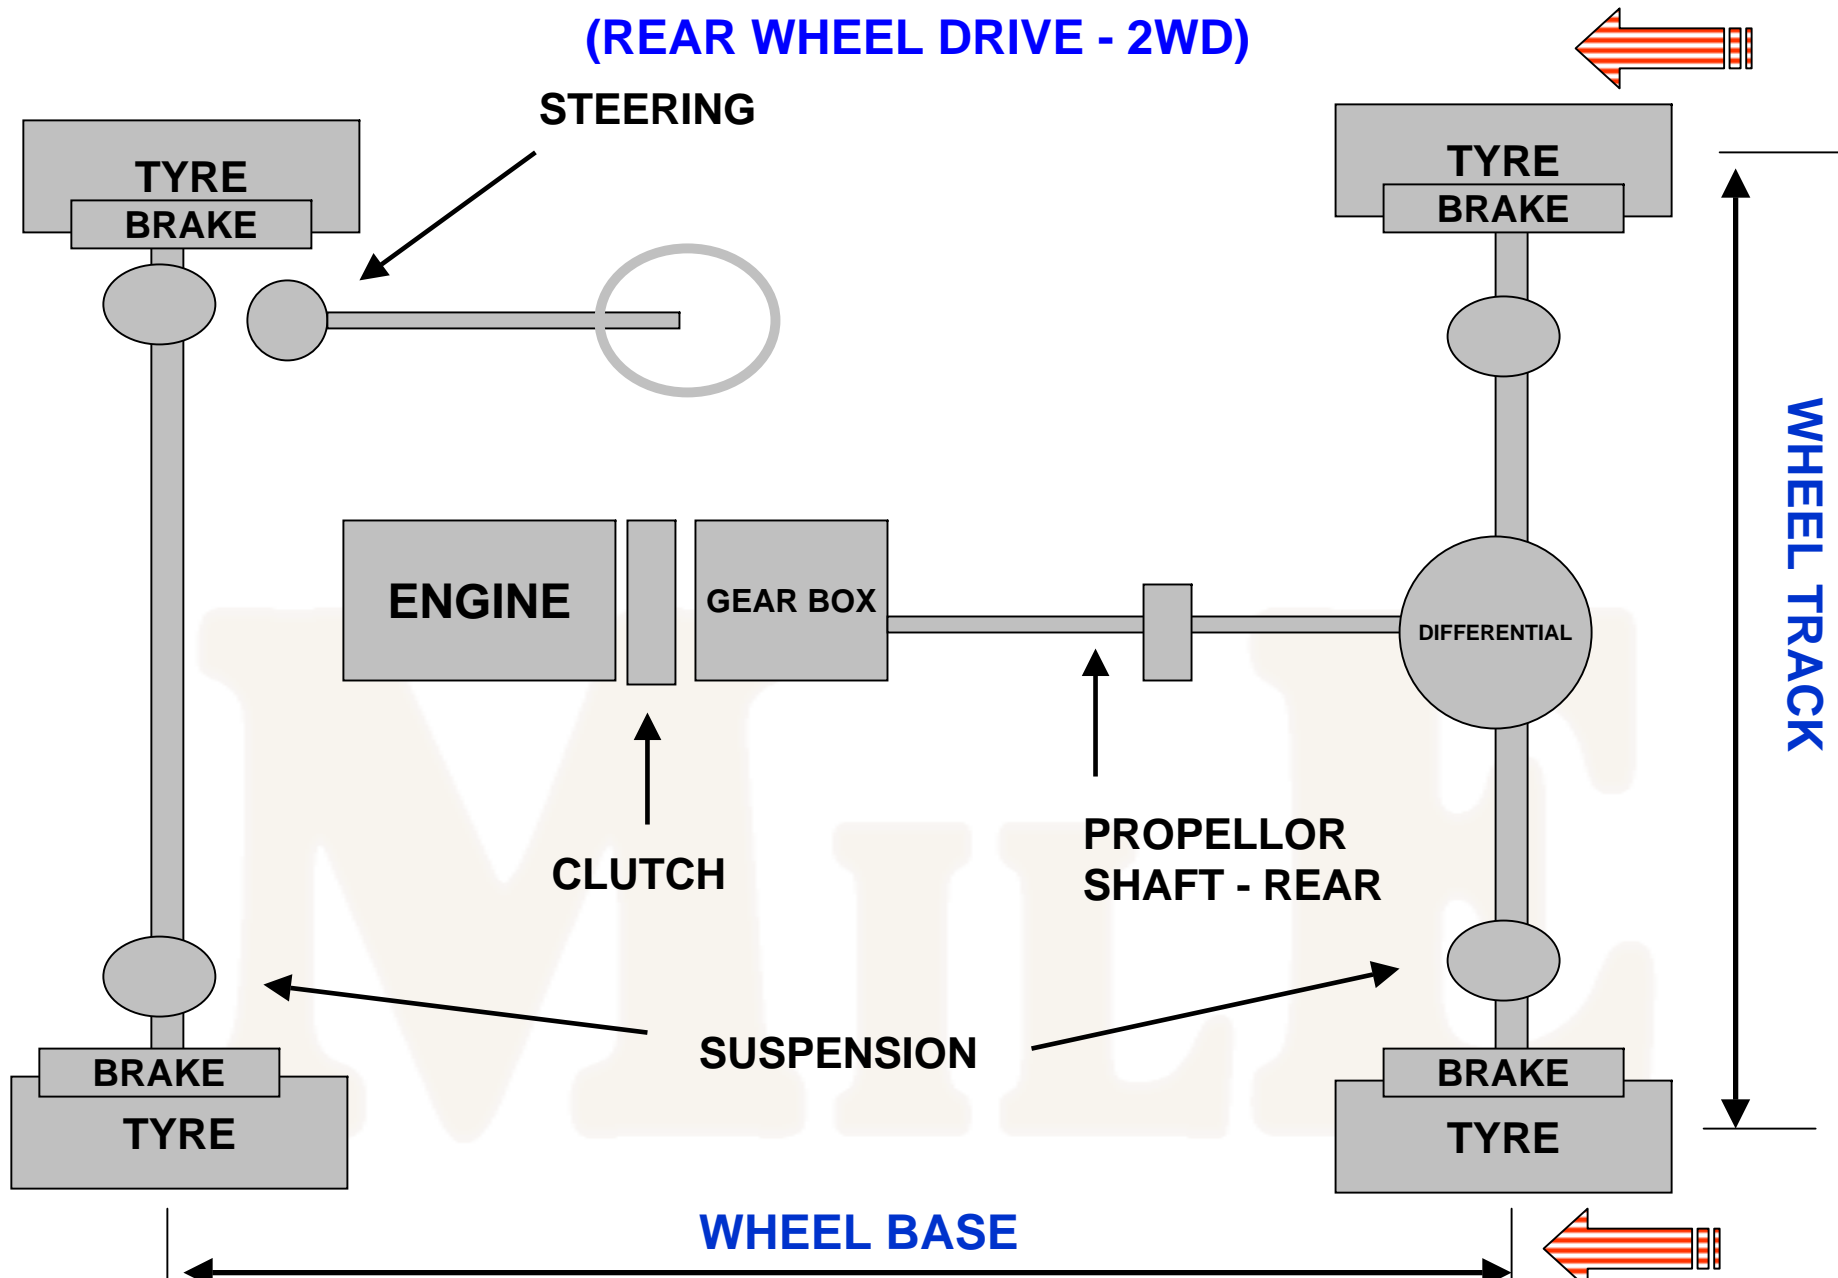 (REAR WHEEL DRIVE - 2WD)
STEERING
TYRE
BRAKE
TYRE
BRAKE
WHEEL TRACK
ENGINE
GEAR BOX
DIFFERENTIAL
CLUTCH
PROPELLOR
SHAFT - REAR
SUSPENSION
BRAKE
TYRE
BRAKE
TYRE
WHEEL BASE
MILE